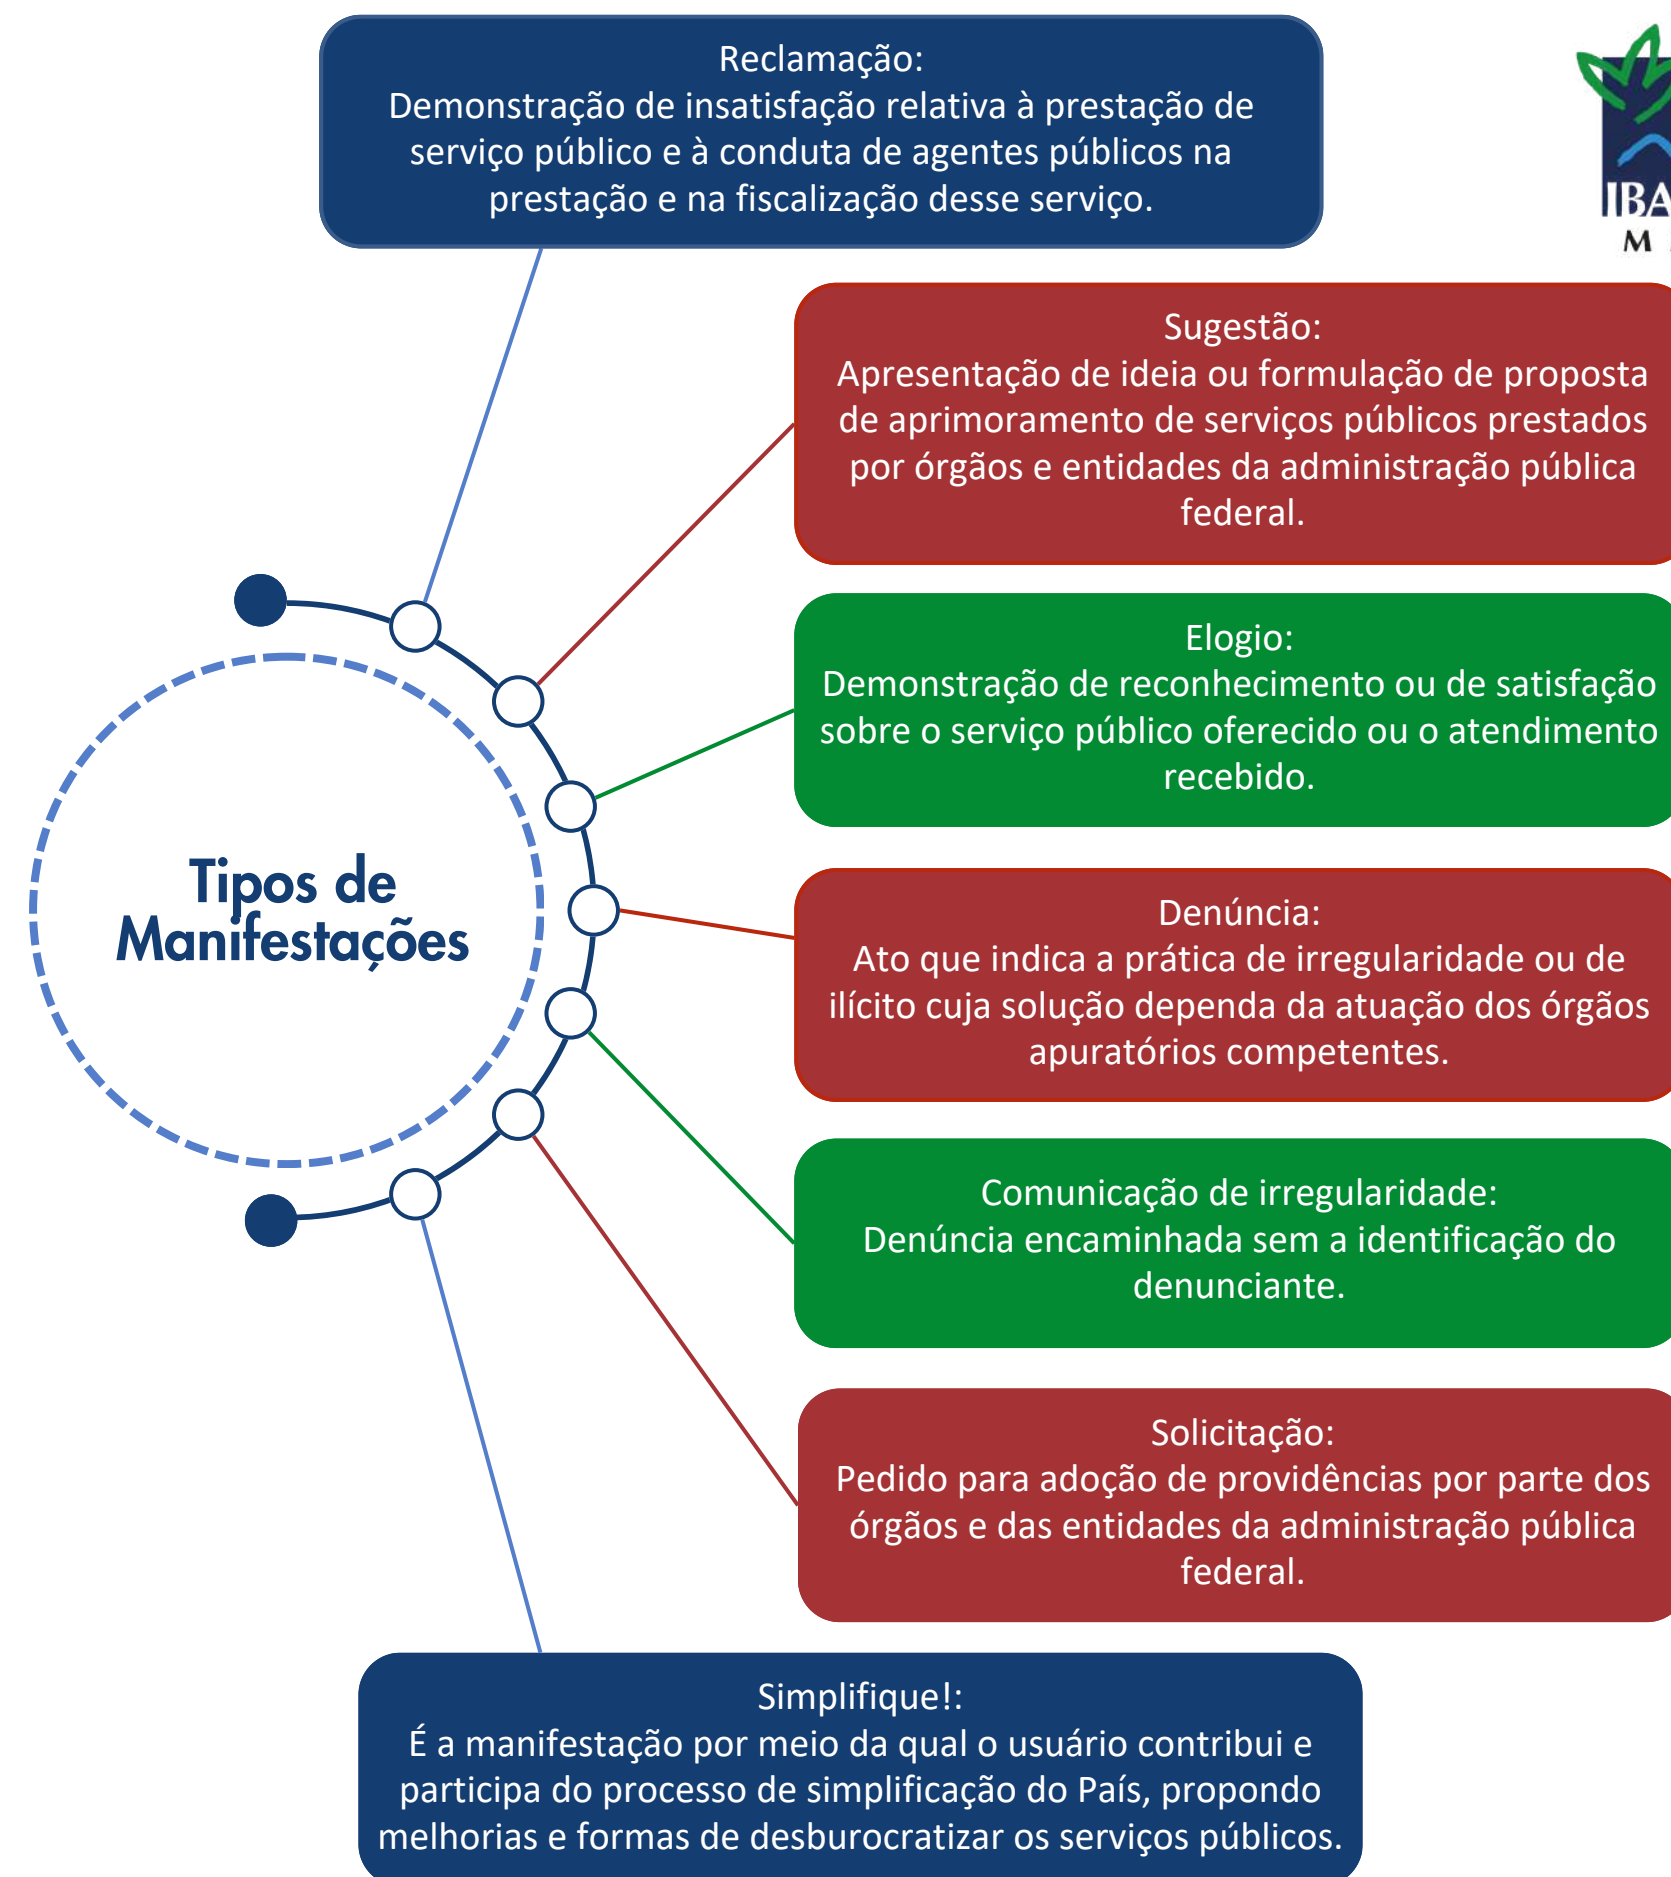 Reclamação:
Demonstração de insatisfação relativa à prestação de
serviço público e à conduta de agentes públicos na
prestação e na fiscalização desse serviço.
Sugestão:
Apresentação de ideia ou formulação de proposta
de aprimoramento de serviços públicos prestados
por órgãos e entidades da administração pública
federal.
Elogio:
Demonstração de reconhecimento ou de satisfação
sobre o serviço público oferecido ou o atendimento
recebido.
Tipos de
Manifestações
Denúncia:
Ato que indica a prática de irregularidade ou de
ilícito cuja solução dependa da atuação dos órgãos
apuratórios competentes.
Comunicação de irregularidade:
Denúncia encaminhada sem a identificação do
denunciante.
Solicitação:
Pedido para adoção de providências por parte dos
órgãos e das entidades da administração pública
federal.
Simplifique!:
É a manifestação por meio da qual o usuário contribui e
participa do processo de simplificação do País, propondo
melhorias e formas de desburocratizar os serviços públicos.